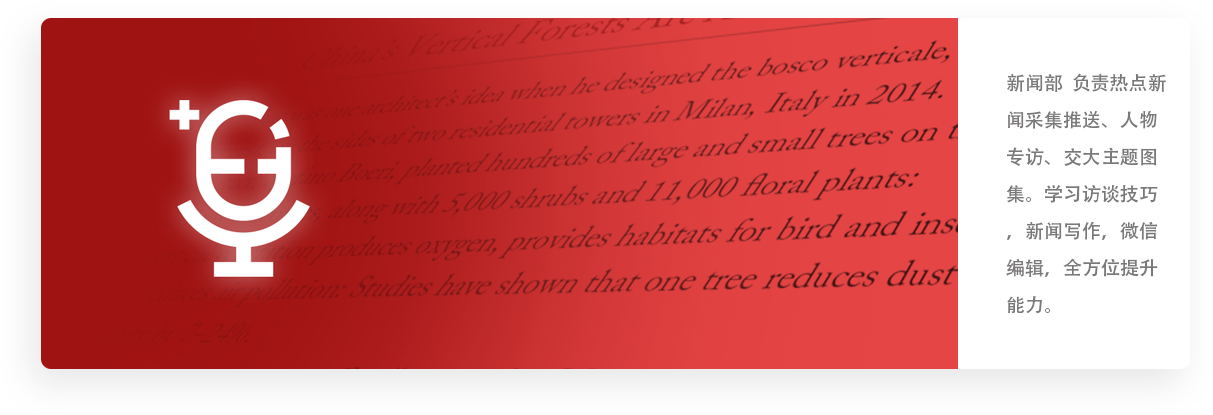 China's Vertical Forests Are
architect's idea when he designed the bosco verticale,
the sides of two residential towers in Milan, Italy in 2014.
Boeri, planted hundreds of large and small trees on
along with 5,000 shrubs and 11,000 floral plants:
produces oxygen, provides habitats for bird and
pollution: Studies have shown that one tree reduces dust
新闻部 负责热点新
闻采集推送、人物
专访、交大主题图
集。学习访谈技巧
，新闻写作，微信
编辑，全方位提升
能力。